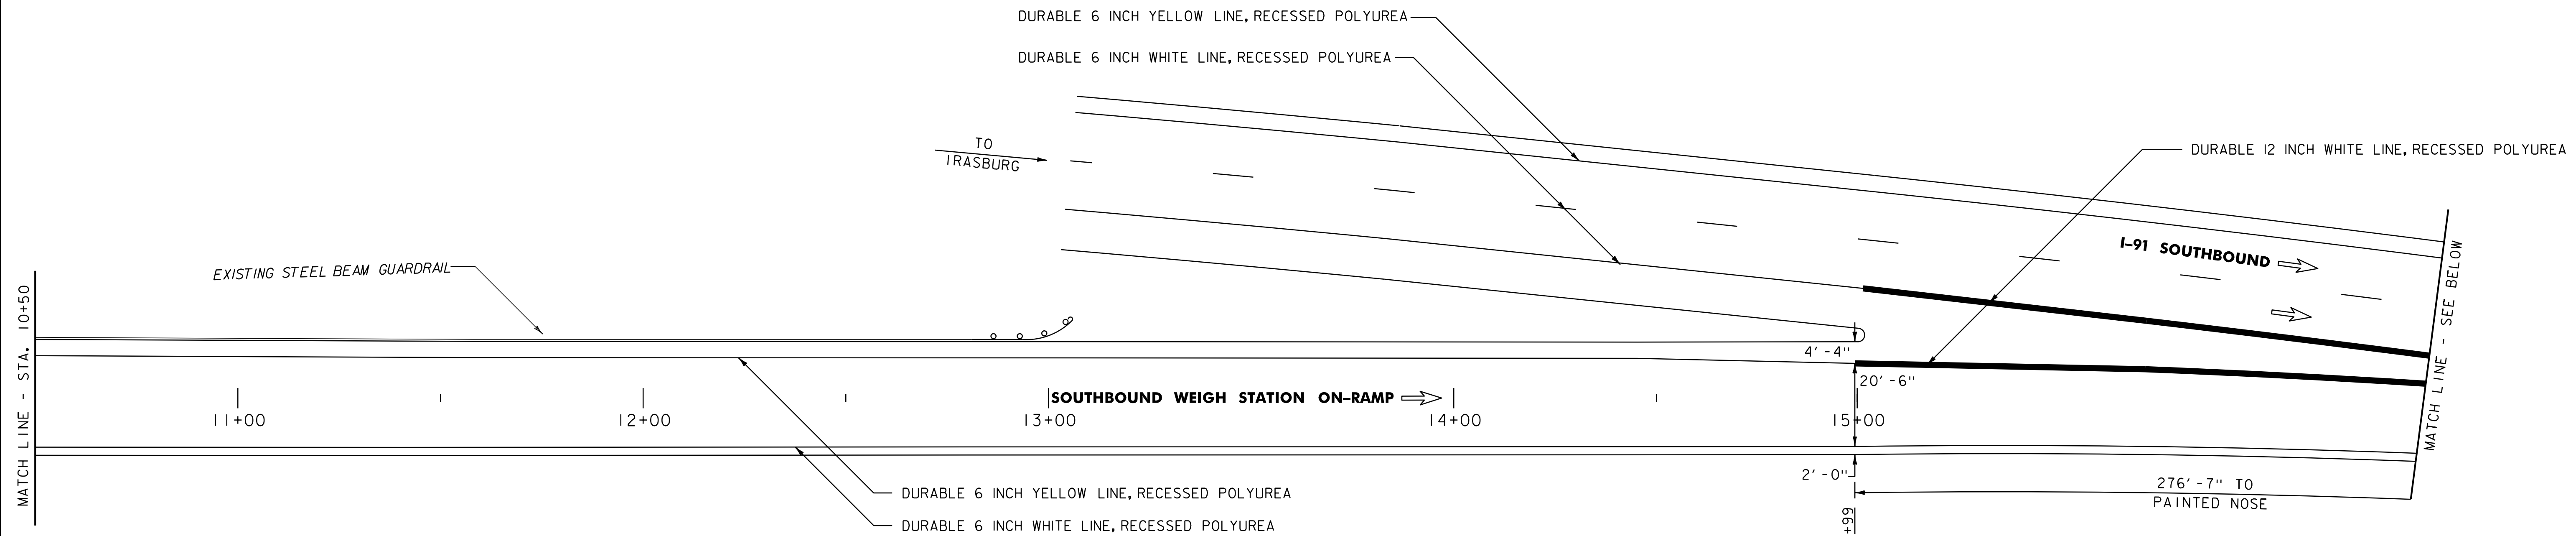 DURABLE 6 INCH YELLOW LINE, RECESSED POLYUREA
DURABLE 6 INCH WHITE LINE, RECESSED POLYUREA
TO
IRASBURG
DURABLE 12 INCH WHITE LINE, RECESSED POLYUREA
I-91 SOUTHBOUND
EXISTING STEEL BEAM GUARDRAIL
MATCH LINE - STA. 10+50
MATCH LINE - SEE BELOW
4'-4"
20'-6"
SOUTHBOUND WEIGH STATION ON-RAMP
11+00
12+00
13+00
14+00
15+00
2'-0"
276'-7" TO
PAINTED NOSE
+99
DURABLE 6 INCH YELLOW LINE, RECESSED POLYUREA
DURABLE 6 INCH WHITE LINE, RECESSED POLYUREA